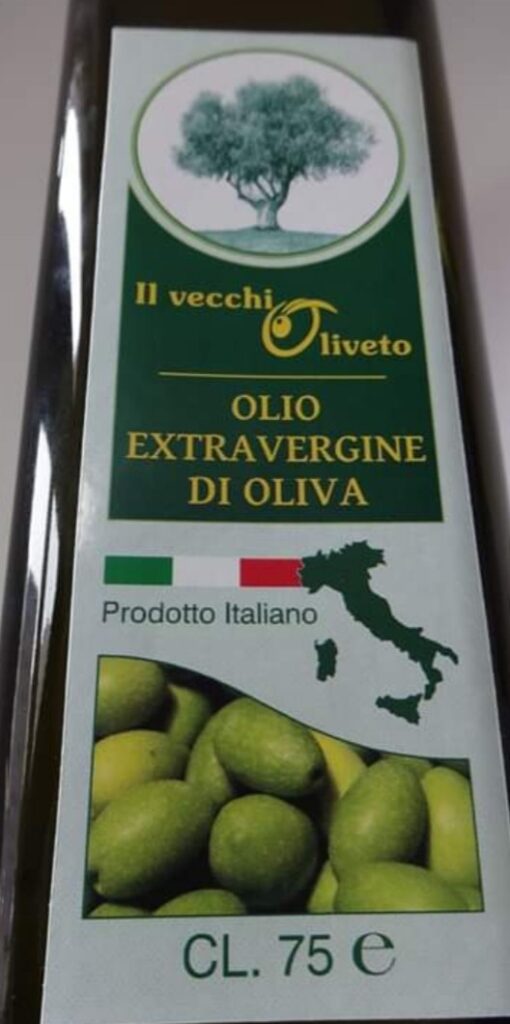 Il vecchi Oliveto
OLIO
EXTRAVERGINE
DI OLIVA
Prodotto Italiano
CL. 75 e